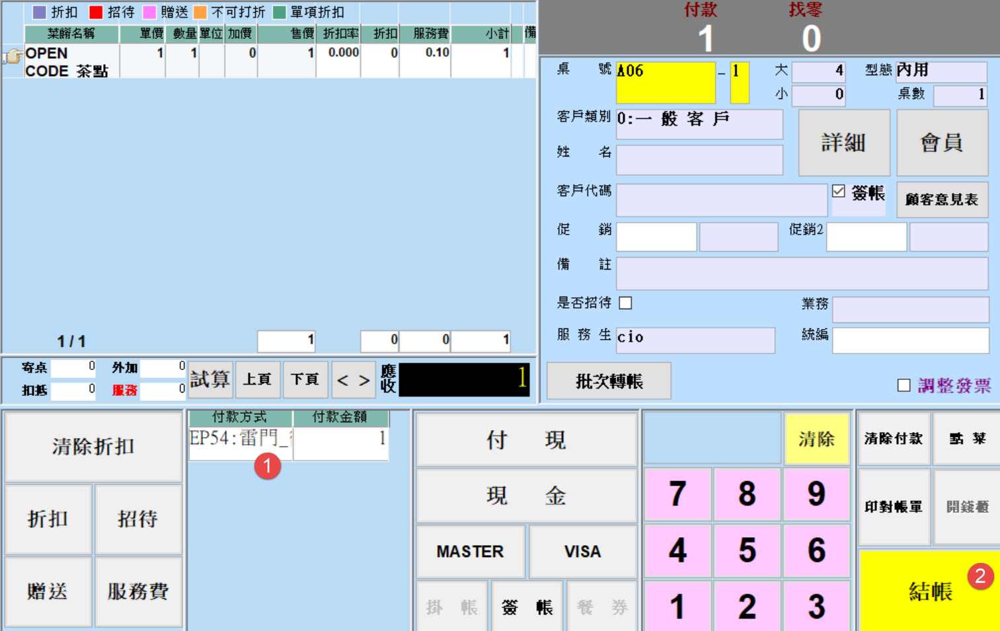 折扣 招待 贈送 不可打折 單項折扣
菜餚名稱 單價 數量 單位 加價 售價 折扣率 折扣 服務費 小計 備
OPEN CODE 茶點 1 1 0 1 0.000 0 0.10 1
1 / 1 1 0 0 1
寄点 0 外加 0
扣抵 0 服務 0
試算 上頁 下頁 < > 應收 1
付款 找零
1 0
桌 號 A06 - 1 大 4 型態 內用
小 0 桌數 1
客戶類別 0:一 般 客 戶
詳細 會員
姓 名
客戶代碼 簽帳 顧客意見表
促 銷 促銷2
備 註
是否招待 業務
服 務 生 cio 統編
批次轉帳 調整發票
清除折扣
折扣 招待
贈送 服務費
付款方式 付款金額
EP54:雷門_ 1
1
付 現
現 金
MASTER VISA
掛 帳 簽 帳 餐 券
清除
7 8 9
4 5 6
1 2 3
清除付款 點 菜
印對帳單 開錢櫃
結帳 2